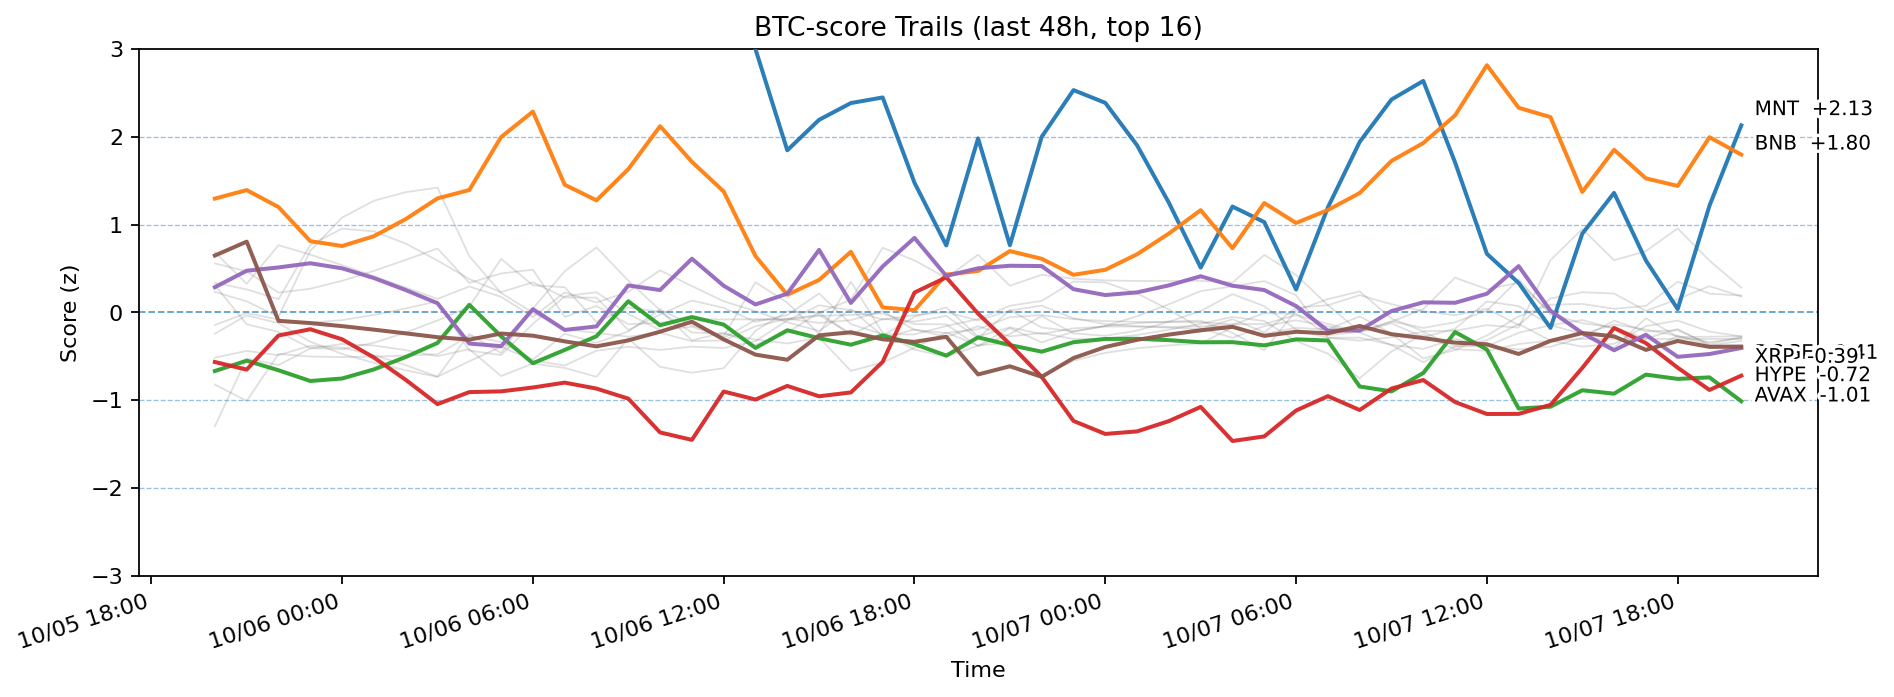 BTC-score Trails (last 48h, top 16)
Score (z)
3
2
1
0
−1
−2
−3
MNT +2.13
BNB +1.80
XRP -0.39
HYPE -0.72
AVAX -1.01
10/05 18:00
10/06 00:00
10/06 06:00
10/06 12:00
10/06 18:00
10/07 00:00
10/07 06:00
10/07 12:00
10/07 18:00
Time